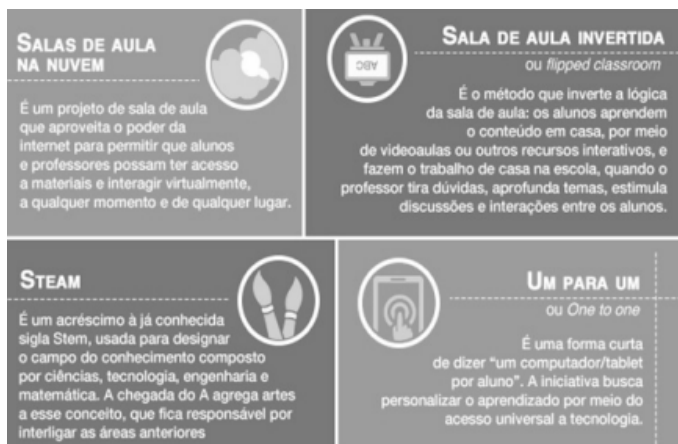 SALAS DE AULA
NA NUVEM
É um projeto de sala de aula
que aproveita o poder da
internet para permitir que alunos
e professores possam ter acesso
a materiais e interagir virtualmente,
a qualquer momento e de qualquer lugar.
ABC
SALA DE AULA INVERTIDA
ou flipped classroom
É o método que inverte a lógica
da sala de aula: os alunos aprendem
o conteúdo em casa, por meio
de videoaulas ou outros recursos interativos, e
fazem o trabalho de casa na escola, quando o
professor tira dúvidas, aprofunda temas, estimula
discussões e interações entre os alunos.
STEAM
É um acréscimo à já conhecida
sigla Stem, usada para designar
o campo do conhecimento composto
por ciências, tecnologia, engenharia e
matemática. A chegada do A agrega artes
a esse conceito, que fica responsável por
interligar as áreas anteriores
UM PARA UM
ou One to one
É uma forma curta
de dizer “um computador/tablet
por aluno”. A iniciativa busca
personalizar o aprendizado por meio do
acesso universal a tecnologia.